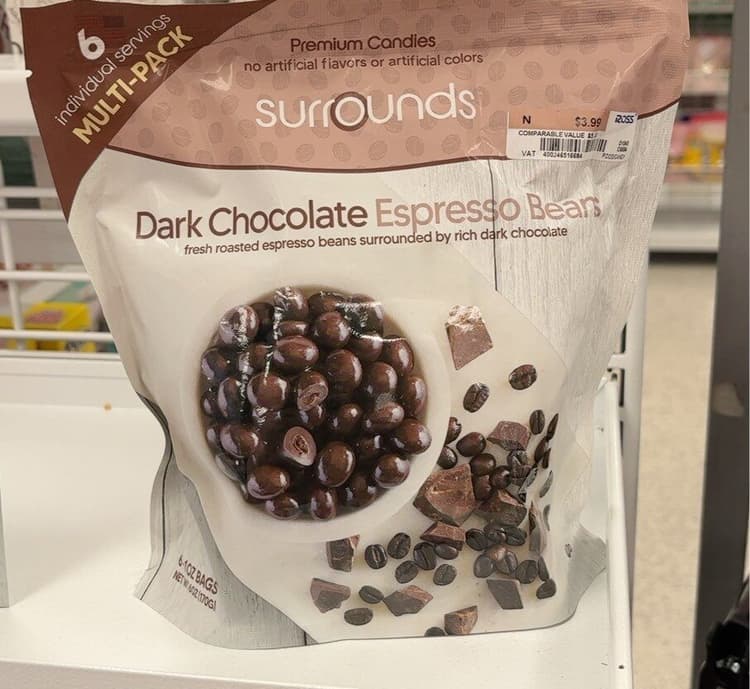 6
individual servings
MULTI-PACK
Premium Candies
no artificial flavors or artificial colors
surrounds
N $3.99 ROSS
COMPARABLE VALUE
VAT 400346516684
Dark Chocolate Espresso Beans
fresh roasted espresso beans surrounded by rich dark chocolate
6-1OZ BAGS
NET WT 6OZ (170G)